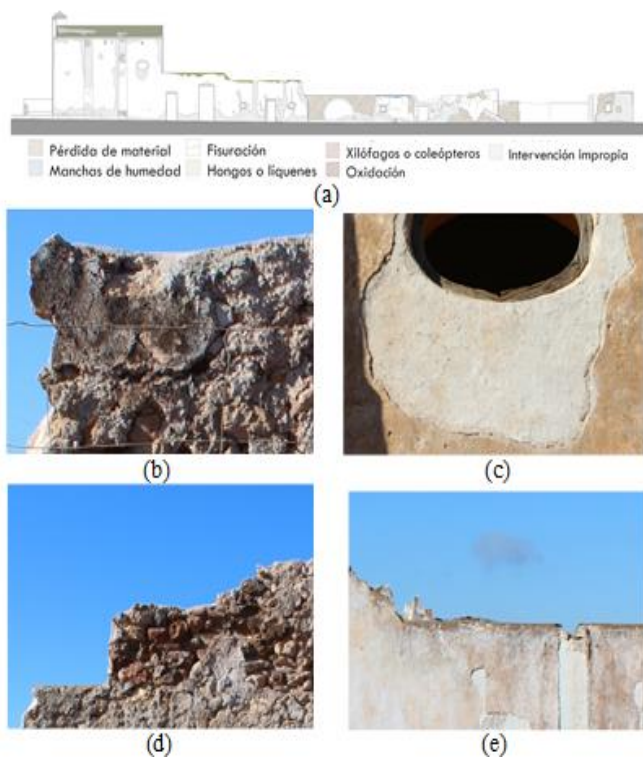 Pérdida de material Fisuración Xilófagos o coleópteros Intervención impropia
Manchas de humedad Hongos o líquenes Oxidación
(a)
(b) (c)
(d) (e)